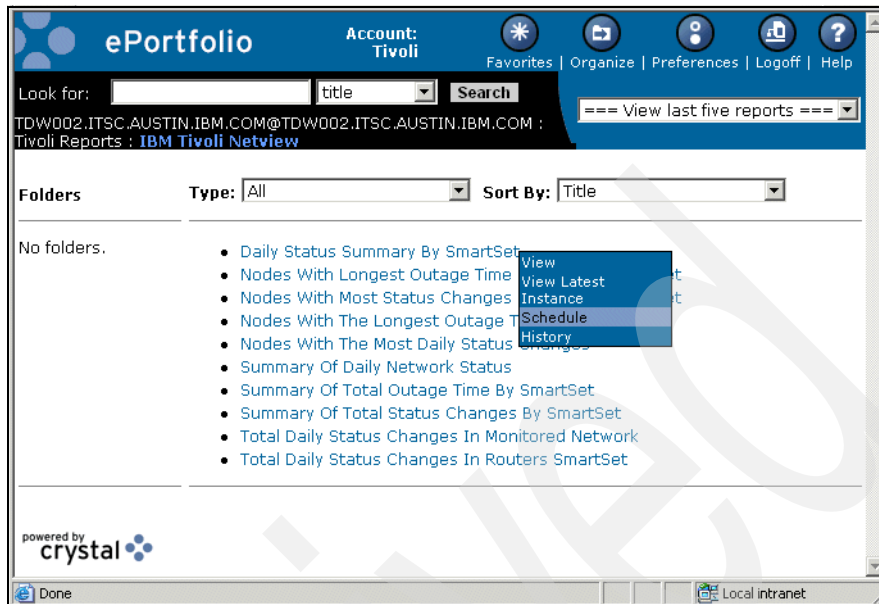 ePortfolio
Account:
Tivoli
Favorites | Organize | Preferences | Logoff | Help
Look for:
title
Search
=== View last five reports ===
TDW002.ITSC.AUSTIN.IBM.COM@TDW002.ITSC.AUSTIN.IBM.COM :
Tivoli Reports : IBM Tivoli Netview
Folders
Type: All
Sort By: Title
No folders.
Daily Status Summary By SmartSet
Nodes With Longest Outage Time
Nodes With Most Status Changes
Nodes With The Longest Outage
Nodes With The Most Daily Status Changes
Summary Of Daily Network Status
Summary Of Total Outage Time By SmartSet
Summary Of Total Status Changes By SmartSet
Total Daily Status Changes In Monitored Network
Total Daily Status Changes In Routers SmartSet
View
View Latest
Instance
Schedule
History
powered by
crystal
Done
Local intranet